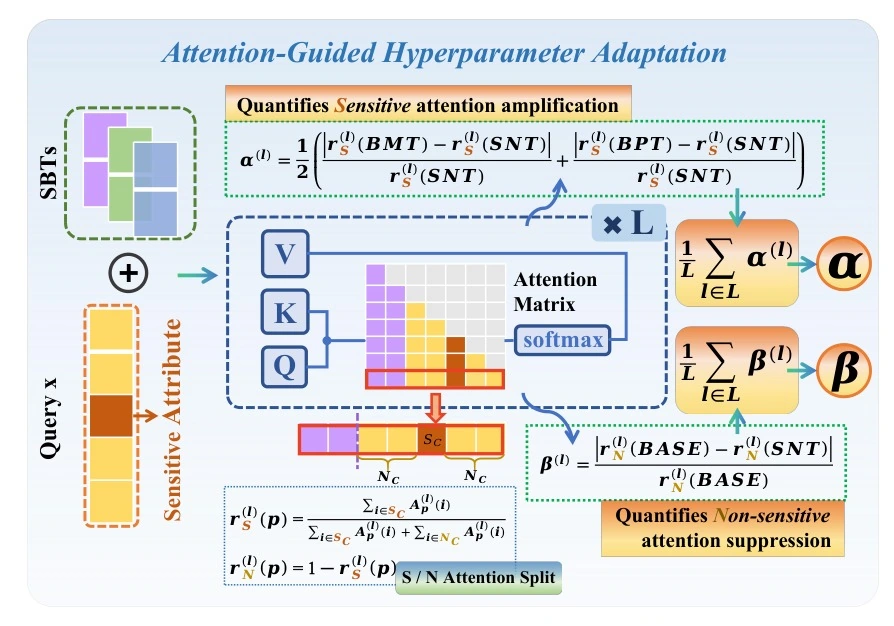 Attention-Guided Hyperparameter Adaptation
Quantifies Sensitive attention amplification
α^(l) = 1/2 ( |r_S^(l)(BMT) − r_S^(l)(SNT)| / r_S^(l)(SNT) + |r_S^(l)(BPT) − r_S^(l)(SNT)| / r_S^(l)(SNT) )
SBTs
+
Query x
Sensitive Attribute
× L
V
K
Q
Attention
Matrix
softmax
1/L ∑_{l∈L} α^(l)
α
1/L ∑_{l∈L} β^(l)
β
S_C
N_C
N_C
β^(l) = |r_N^(l)(BASE) − r_N^(l)(SNT)| / r_N^(l)(BASE)
Quantifies Non-sensitive
attention suppression
r_S^(l)(p) = ∑_{i∈S_C} A_p^(l)(i) / ∑_{i∈S_C} A_p^(l)(i) + ∑_{i∈N_C} A_p^(l)(i)
r_N^(l)(p) = 1 − r_S^(l)(p)
S / N Attention Split